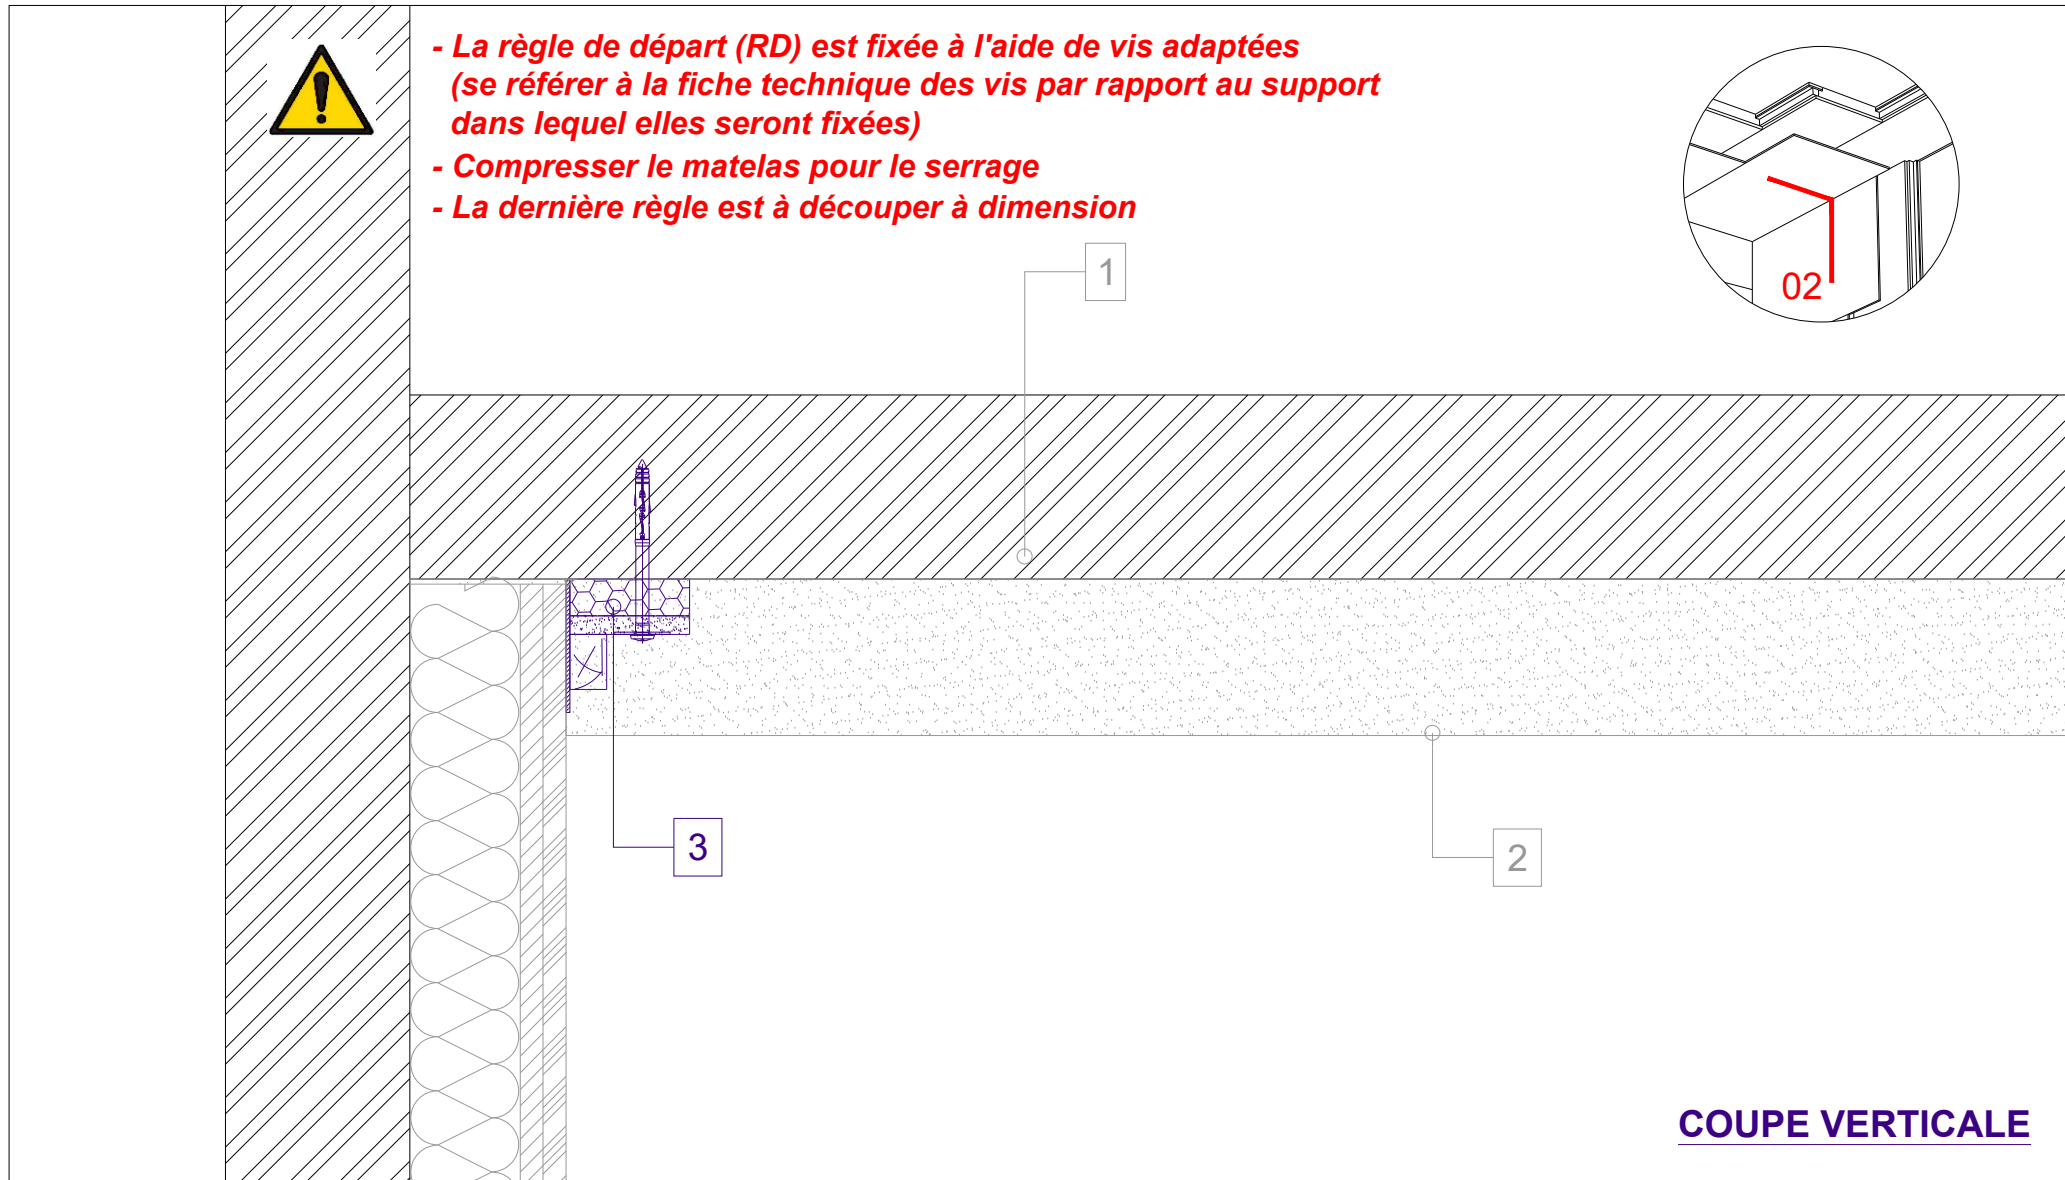 - La règle de départ (RD) est fixée à l'aide de vis adaptées
(se référer à la fiche technique des vis par rapport au support
dans lequel elles seront fixées)
- Compresser le matelas pour le serrage
- La dernière règle est à découper à dimension
02
1
3
2
COUPE VERTICALE